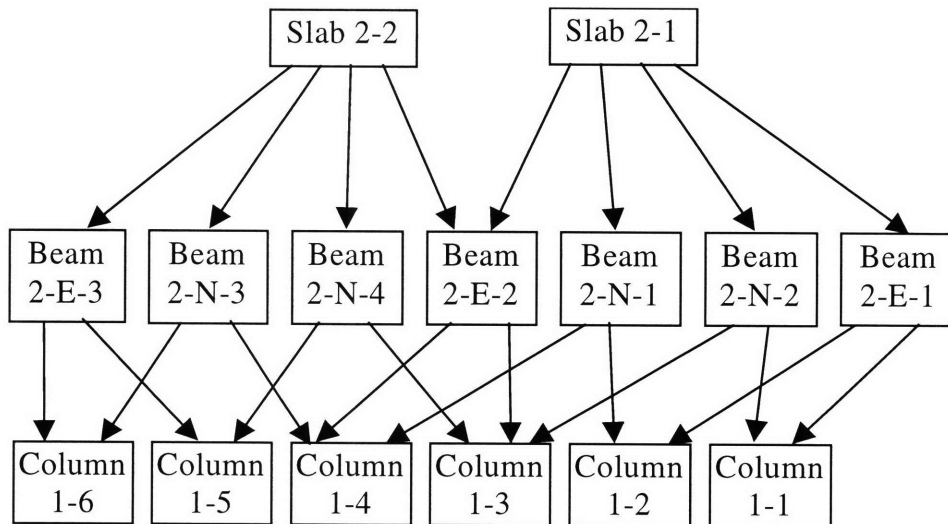 Slab 2-2
Slab 2-1
Beam
2-E-3
Beam
2-N-3
Beam
2-N-4
Beam
2-E-2
Beam
2-N-1
Beam
2-N-2
Beam
2-E-1
Column
1-6
Column
1-5
Column
1-4
Column
1-3
Column
1-2
Column
1-1